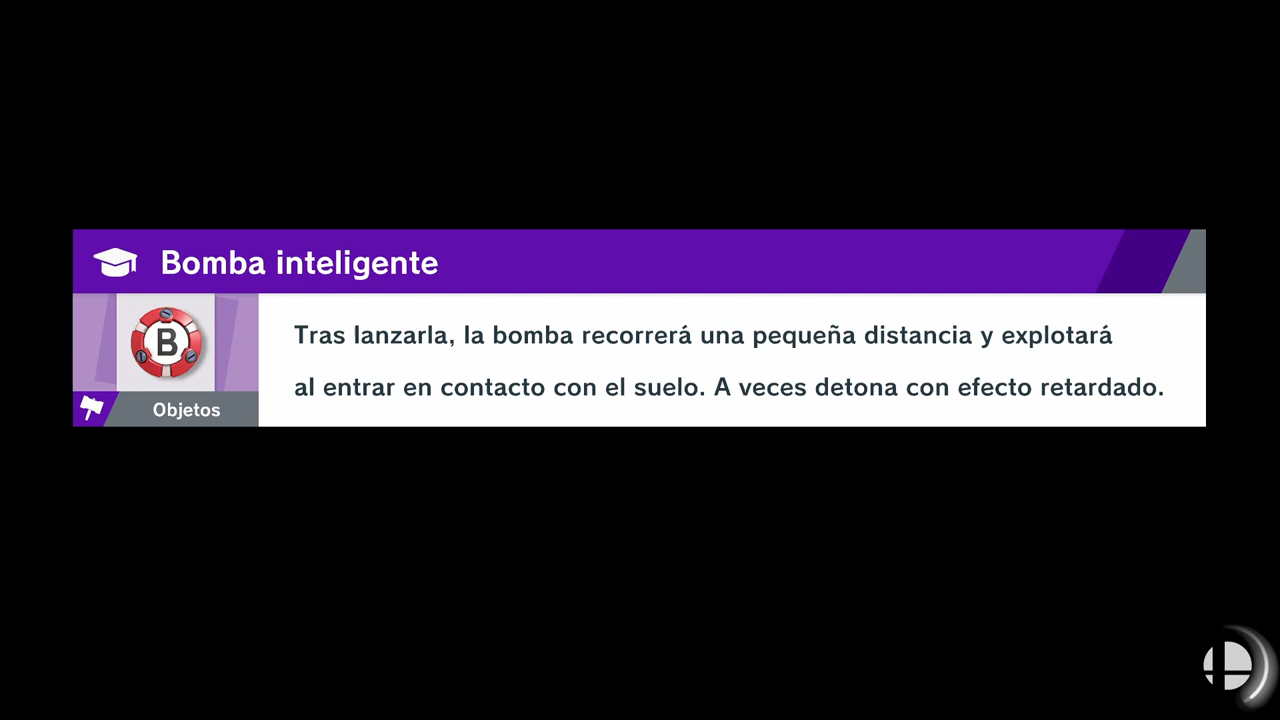 Bomba inteligente
B
Objetos
Tras lanzarla, la bomba recorrerá una pequeña distancia y explotará
al entrar en contacto con el suelo. A veces detona con efecto retardado.